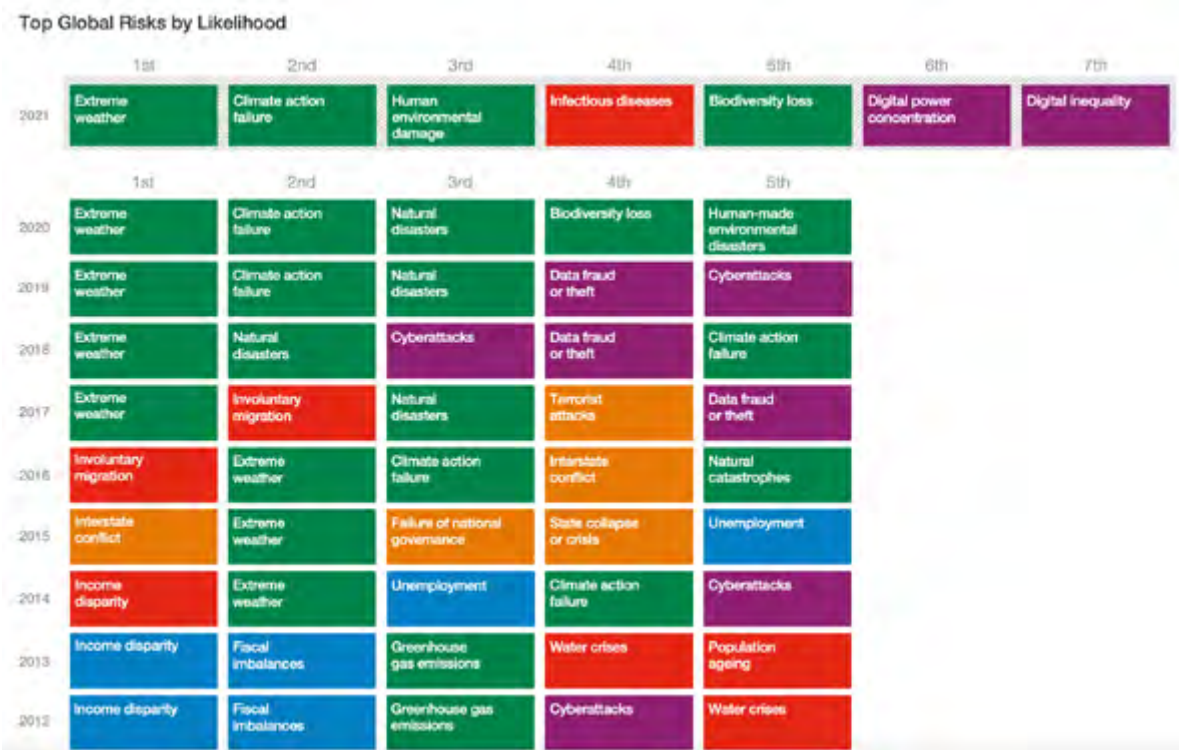 Top Global Risks by Likelihood
1st 2nd 3rd 4th 5th 6th 7th
2021
Extreme
weather
Climate action
failure
Human
environmental
damage
Infectious diseases
Biodiversity loss
Digital power
concentration
Digital inequality
1st 2nd 3rd 4th 5th
2020
Extreme
weather
Climate action
failure
Natural
disasters
Biodiversity loss
Human-made
environmental
disasters
2019
Extreme
weather
Climate action
failure
Natural
disasters
Data fraud
or theft
Cyberattacks
2018
Extreme
weather
Natural
disasters
Cyberattacks
Data fraud
or theft
Climate action
failure
2017
Extreme
weather
Involuntary
migration
Natural
disasters
Terrorist
attacks
Data fraud
or theft
2016
Involuntary
migration
Extreme
weather
Climate action
failure
Interstate
conflict
Natural
catastrophes
2015
Interstate
conflict
Extreme
weather
Failure of national
governance
State collapse
or crisis
Unemployment
2014
Income
disparity
Extreme
weather
Unemployment
Climate action
failure
Cyberattacks
2013
Income disparity
Fiscal
imbalances
Greenhouse
gas emissions
Water crises
Population
ageing
2012
Income disparity
Fiscal
imbalances
Greenhouse gas
emissions
Cyberattacks
Water crises